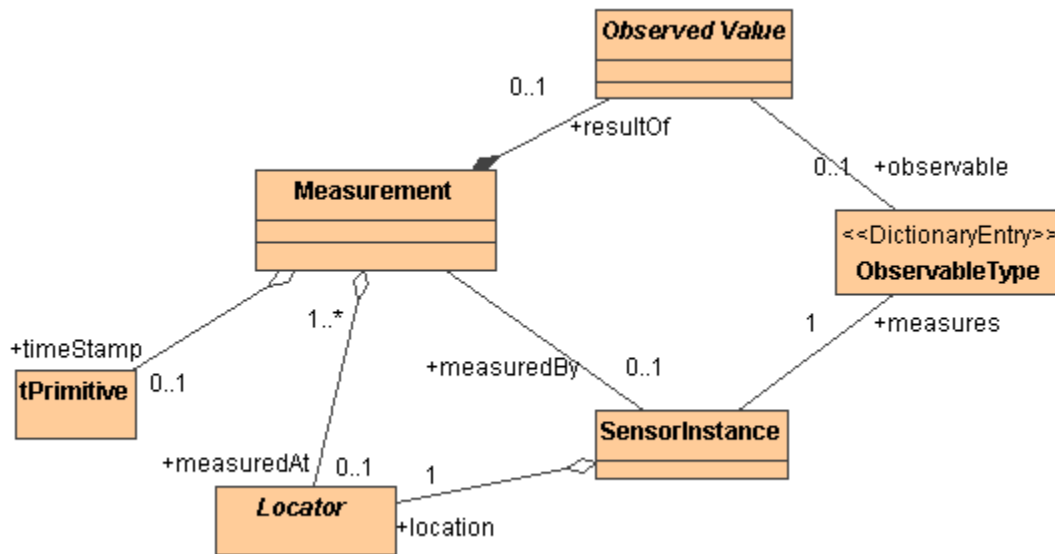 Observed Value
0..1
+resultOf
Measurement
0..1
+observable
<<DictionaryEntry>>
ObservableType
1..*
1
+measures
+timeStamp
0..1
tPrimitive
+measuredBy
0..1
SensorInstance
+measuredAt
0..1
1
Locator
+location